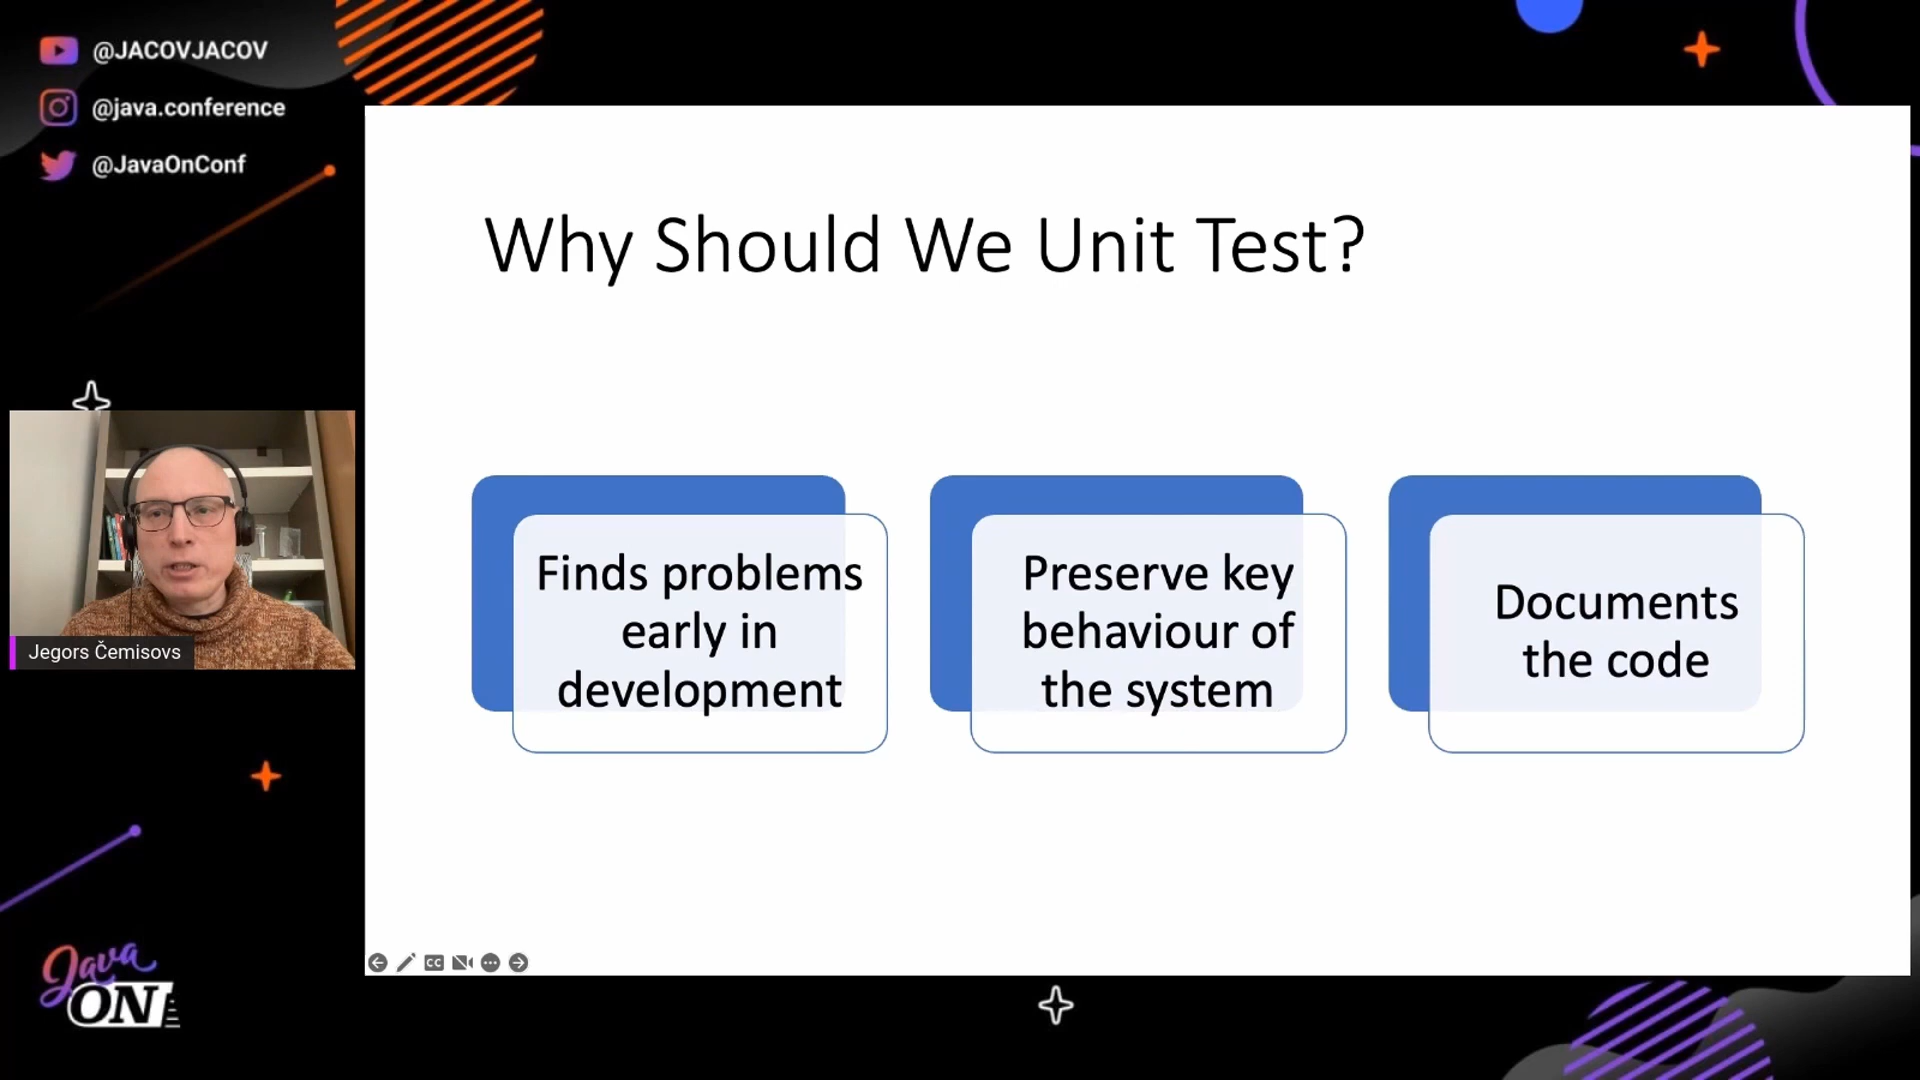 @JACOVJACOV
@java.conference
@JavaOnConf
Why Should We Unit Test?
Finds problems
early in
development
Preserve key
behaviour of
the system
Documents
the code
Jegors Čemisovs
CC
Java
ON